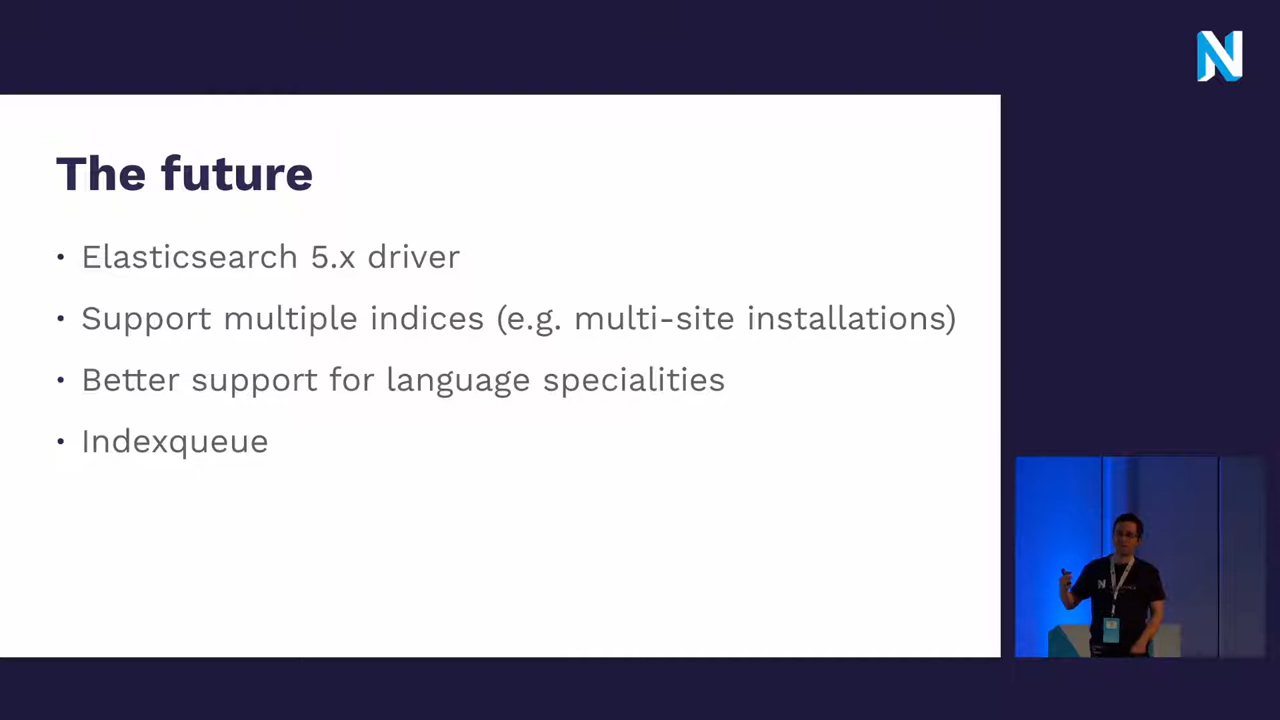 The future
• Elasticsearch 5.x driver
• Support multiple indices (e.g. multi-site installations)
• Better support for language specialities
• Indexqueue